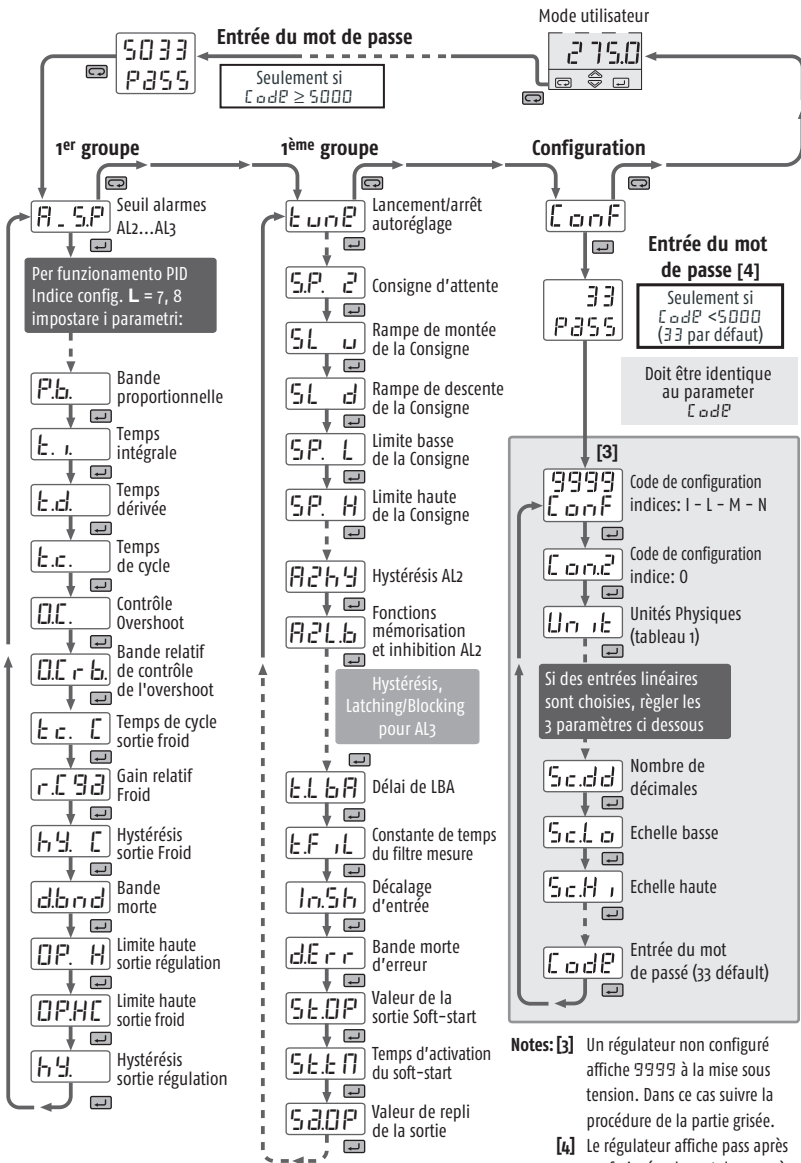 Mode utilisateur
275.0
5033
PASS
Entrée du mot de passe
Seulement si
Code ≥ 5000
1er groupe
A_S.P
Seuil alarmes
AL2...AL3
Per funzionamento PID
Indice config. L = 7, 8
impostare i parametri:
P.b.
Bande
proportionnelle
t.i.
Temps
intégrale
t.d.
Temps
dérivée
t.c.
Temps
de cycle
O.C.
Contrôle
Overshoot
O.C r b.
Bande relatif
de contrôle
de l'overshoot
t c. C
Temps de cycle
sortie froid
r.C g a
Gain relatif
Froid
h y. C
Hystérésis
sortie Froid
d.bnd
Bande
morte
OP. H
Limite haute
sortie régulation
OP.HC
Limite haute
sortie froid
h y.
Hystérésis
sortie régulation
1ème groupe
tunE
Lancement/arrêt
autoréglage
S.P. 2
Consigne d'attente
SL u
Rampe de montée
de la Consigne
SL d
Rampe de descente
de la Consigne
SP. L
Limite basse
de la Consigne
SP. H
Limite haute
de la Consigne
A2hy
Hystérésis AL2
A2L.b
Fonctions
mémorisation
et inhibition AL2
Hystérésis,
Latching/Blocking
pour AL3
t.LbA
Délai de LBA
t.F iL
Constante de temps
du filtre mesure
In.Sh
Décalage
d'entrée
d.Err
Bande morte
d'erreur
St.OP
Valeur de la
sortie Soft-start
St.tn
Temps d'activation
du soft-start
Sa.OP
Valeur de repli
de la sortie
Configuration
ConF
33
PASS
Entrée du mot
de passe [4]
Seulement si
Code <5000
(33 par défaut)
Doit être identique
au parameter
Code
[3]
9999
ConF
Code de configuration
indices: I - L - M - N
Con.2
Code de configuration
indice: O
Unit
Unités Physiques
(tableau 1)
Si des entrées linéaires
sont choisies, règler les
3 paramètres ci dessous
Sc.dd
Nombre de
décimales
Sc.Lo
Echelle basse
Sc.Hi
Echelle haute
Code
Entrée du mot
de passé (33 défault)
Notes: [3] Un régulateur non configuré
affiche 9999 à la mise sous
tension. Dans ce cas suivre la
procédure de la partie grisée.
[4] Le régulateur affiche pass après